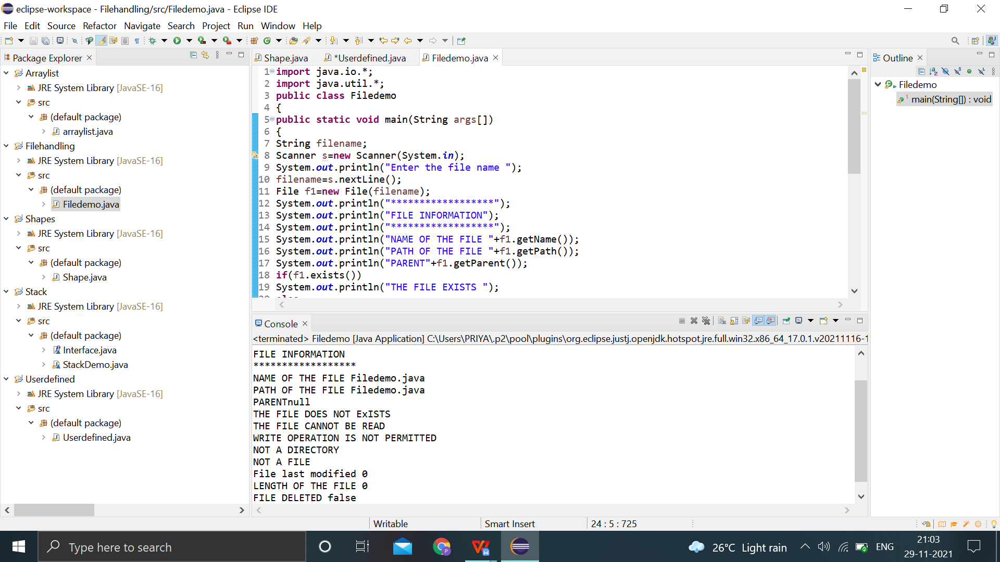 eclipse-workspace - Filehandling/src/Filedemo.java - Eclipse IDE
File Edit Source Refactor Navigate Search Project Run Window Help
Package Explorer
Arraylist
JRE System Library [JavaSE-16]
src
(default package)
arraylist.java
Filehandling
JRE System Library [JavaSE-16]
src
(default package)
Filedemo.java
Shapes
JRE System Library [JavaSE-16]
src
(default package)
Shape.java
Stack
JRE System Library [JavaSE-16]
src
(default package)
Interface.java
StackDemo.java
Userdefined
JRE System Library [JavaSE-16]
src
(default package)
Userdefined.java
Shape.java *Userdefined.java Filedemo.java
1 import java.io.*;
2 import java.util.*;
3 public class Filedemo
4 {
5 public static void main(String args[])
6 {
7 String filename;
8 Scanner s=new Scanner(System.in);
9 System.out.println("Enter the file name ");
10 filename=s.nextLine();
11 File f1=new File(filename);
12 System.out.println("******************");
13 System.out.println("FILE INFORMATION");
14 System.out.println("******************");
15 System.out.println("NAME OF THE FILE "+f1.getName());
16 System.out.println("PATH OF THE FILE "+f1.getPath());
17 System.out.println("PARENT"+f1.getParent());
18 if(f1.exists())
19 System.out.println("THE FILE EXISTS ");
Console
<terminated> Filedemo [Java Application] C:\Users\PRIYA\.p2\pool\plugins\org.eclipse.justj.openjdk.hotspot.jre.full.win32.x86_64_17.0.1.v20211116-1
FILE INFORMATION
******************
NAME OF THE FILE Filedemo.java
PATH OF THE FILE Filedemo.java
PARENTnull
THE FILE DOES NOT ExISTS
THE FILE CANNOT BE READ
WRITE OPERATION IS NOT PERMITTED
NOT A DIRECTORY
NOT A FILE
File last modified 0
LENGTH OF THE FILE 0
FILE DELETED false
Outline
Filedemo
main(String[]) : void
Writable Smart Insert 24 : 5 : 725
Type here to search
26°C Light rain
ENG
21:03
29-11-2021